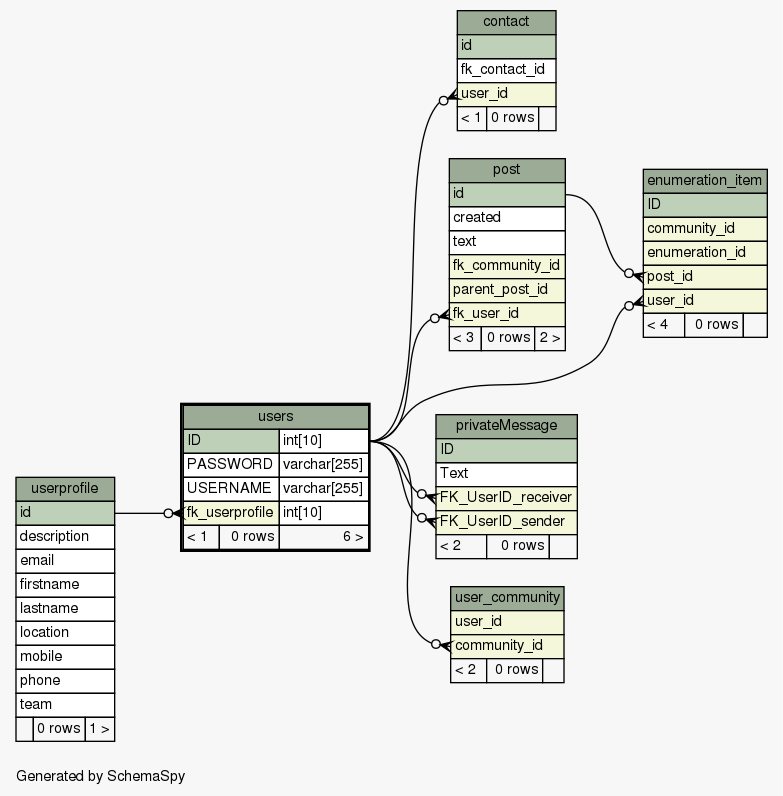 contact
id
fk_contact_id
user_id
< 1 0 rows
post
id
created
text
fk_community_id
parent_post_id
fk_user_id
< 3 0 rows 2 >
enumeration_item
ID
community_id
enumeration_id
post_id
user_id
< 4 0 rows
users
ID int[10]
PASSWORD varchar[255]
USERNAME varchar[255]
fk_userprofile int[10]
< 1 0 rows 6 >
privateMessage
ID
Text
FK_UserID_receiver
FK_UserID_sender
< 2 0 rows
userprofile
id
description
email
firstname
lastname
location
mobile
phone
team
0 rows 1 >
user_community
user_id
community_id
< 2 0 rows
Generated by SchemaSpy